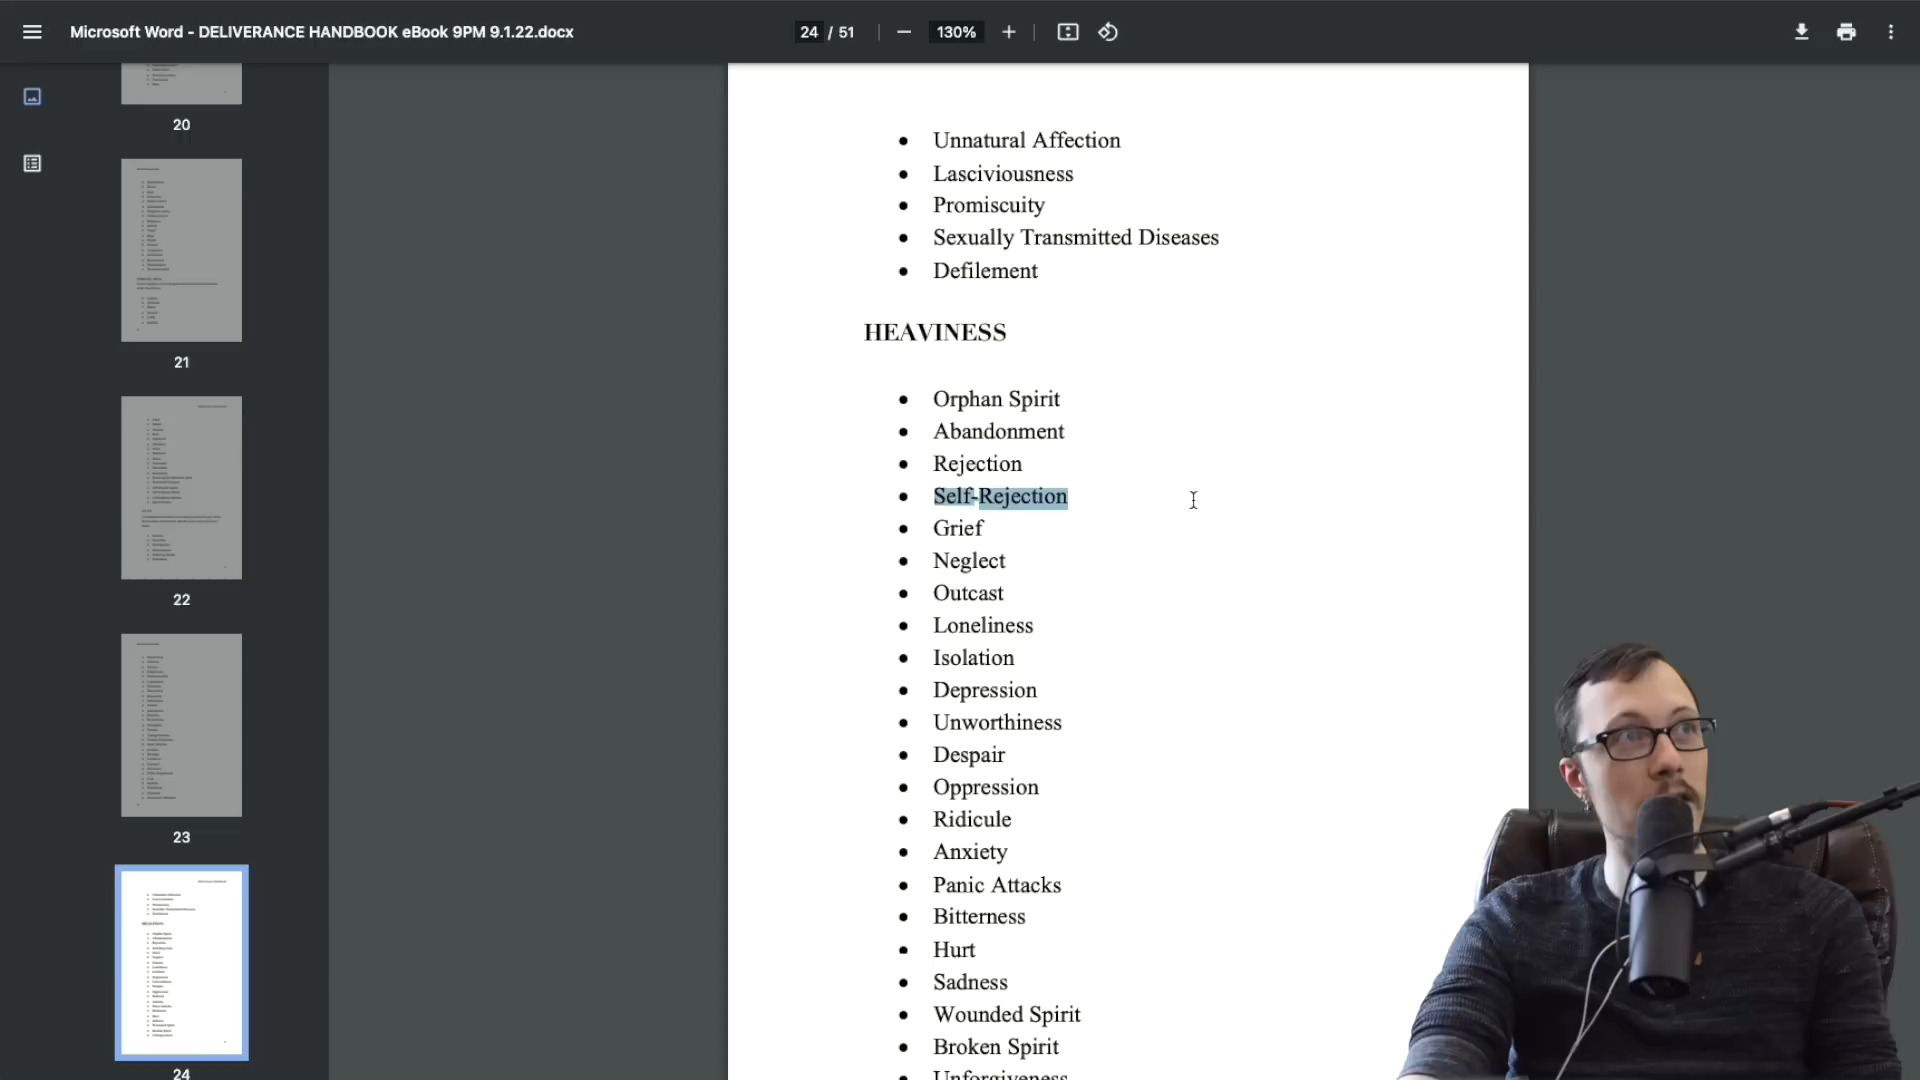 Microsoft Word - DELIVERANCE HANDBOOK eBook 9PM 9.1.22.docx
24 / 51
130%
20
21
22
23
24
Unnatural Affection
Lasciviousness
Promiscuity
Sexually Transmitted Diseases
Defilement
HEAVINESS
Orphan Spirit
Abandonment
Rejection
Self-Rejection
Grief
Neglect
Outcast
Loneliness
Isolation
Depression
Unworthiness
Despair
Oppression
Ridicule
Anxiety
Panic Attacks
Bitterness
Hurt
Sadness
Wounded Spirit
Broken Spirit
Unforgiveness